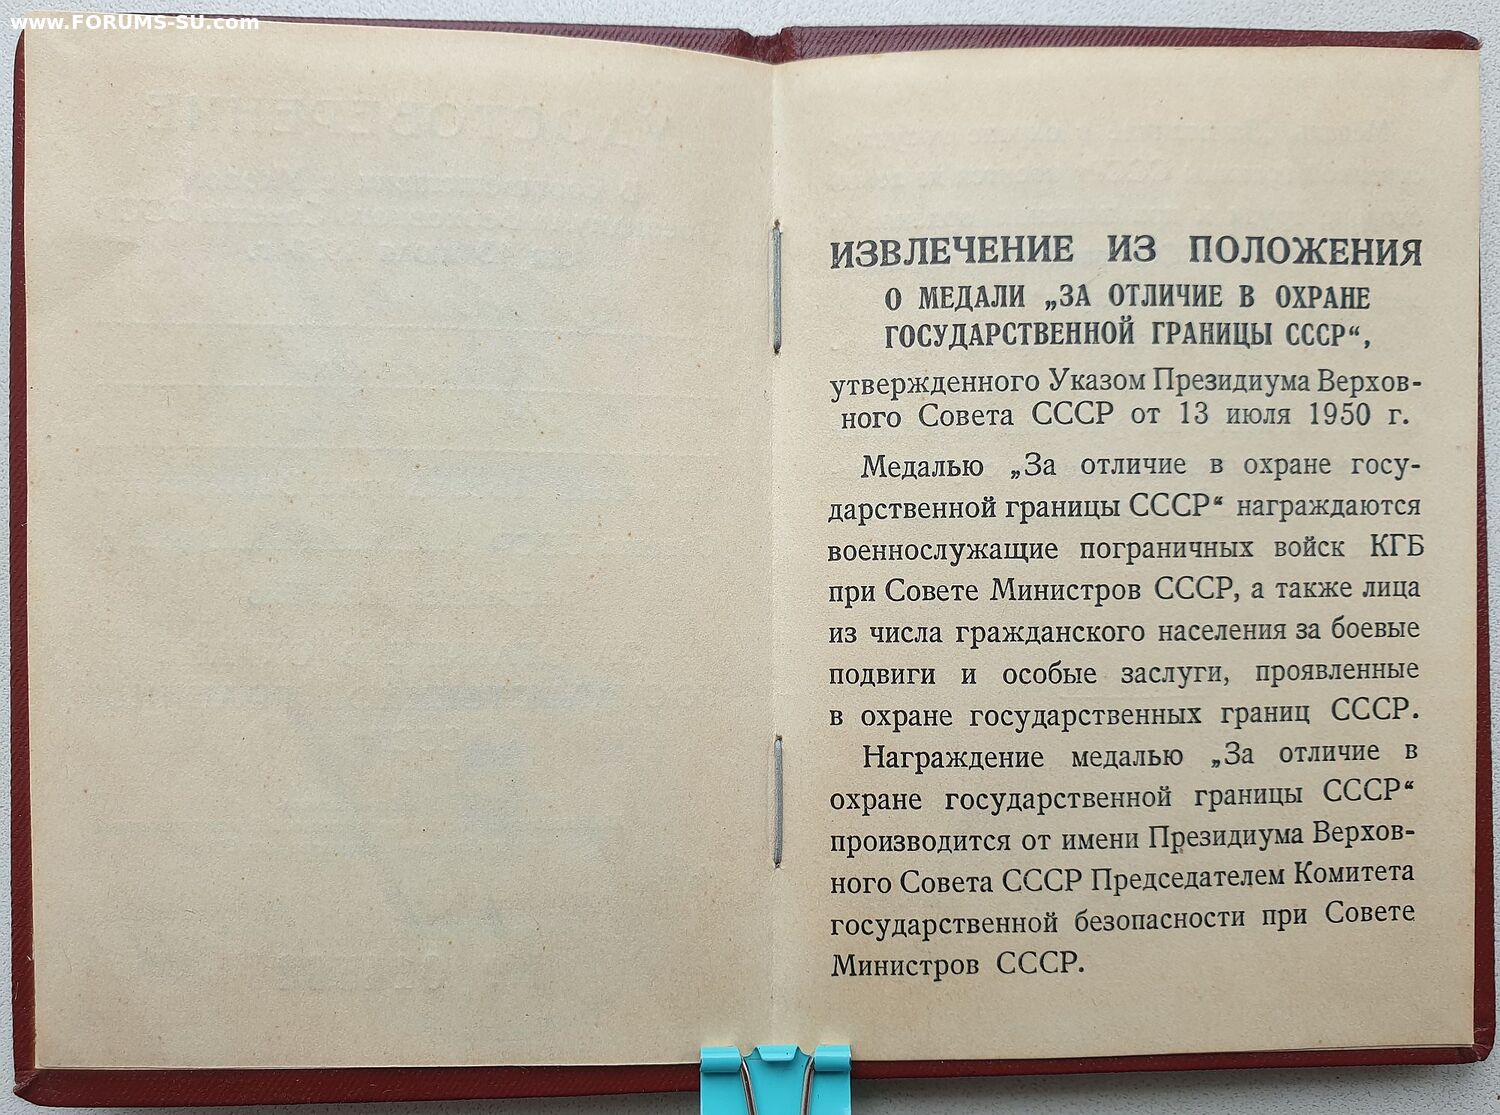 www.FORUMS-SU.com
ИЗВЛЕЧЕНИЕ ИЗ ПОЛОЖЕНИЯ
О МЕДАЛИ „ЗА ОТЛИЧИЕ В ОХРАНЕ
ГОСУДАРСТВЕННОЙ ГРАНИЦЫ СССР“,
утвержденного Указом Президиума Верхов-
ного Совета СССР от 13 июля 1950 г.
Медалью „За отличие в охране госу-
дарственной границы СССР“ награждаются
военнослужащие пограничных войск КГБ
при Совете Министров СССР, а также лица
из числа гражданского населения за боевые
подвиги и особые заслуги, проявленные
в охране государственных границ СССР.
Награждение медалью „За отличие в
охране государственной границы СССР“
производится от имени Президиума Верхов-
ного Совета СССР Председателем Комитета
государственной безопасности при Совете
Министров СССР.